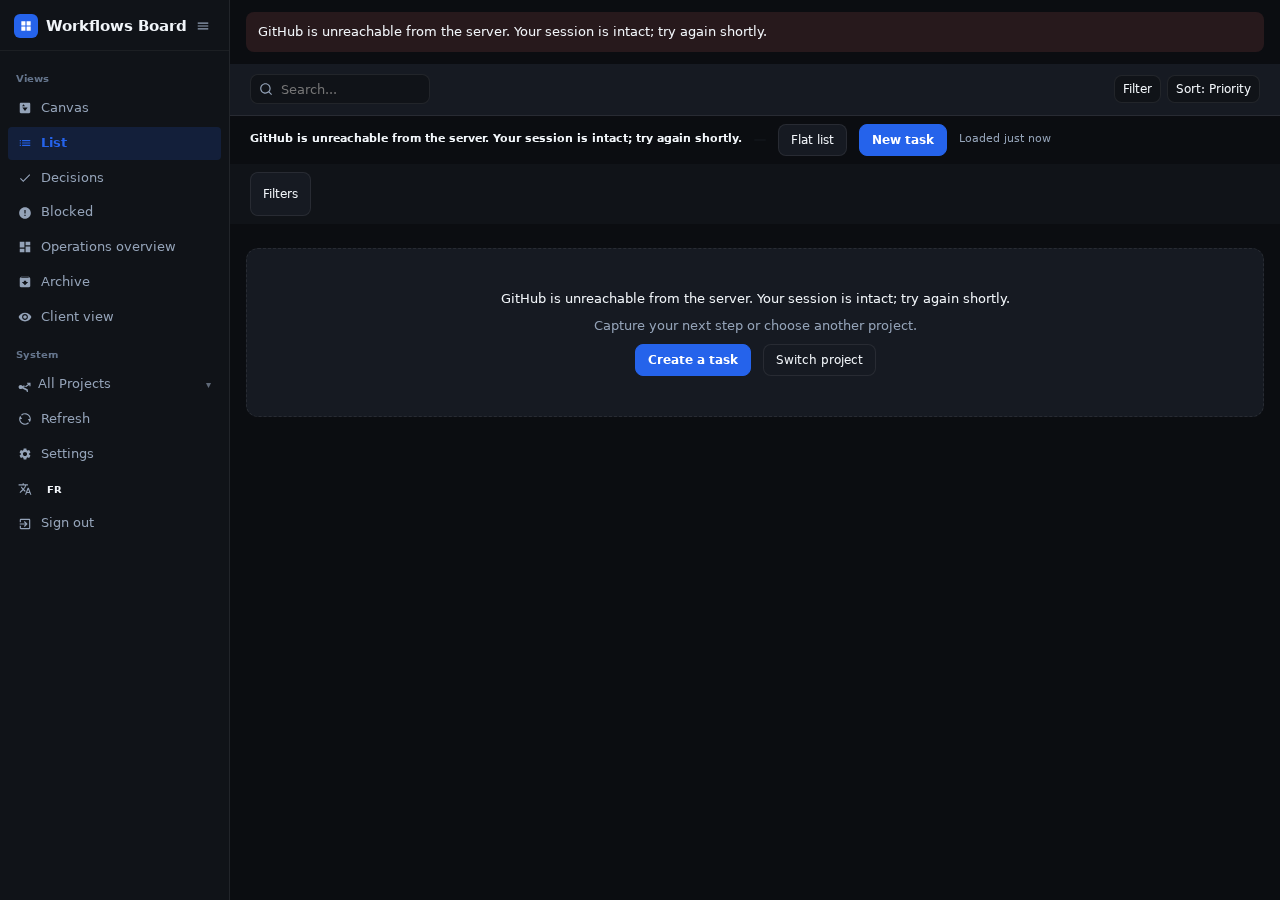 Workflows Board
Views
Canvas
List
Decisions
Blocked
Operations overview
Archive
Client view
System
All Projects
Refresh
Settings
FR
Sign out
GitHub is unreachable from the server. Your session is intact; try again shortly.
Search...
Filter
Sort: Priority
GitHub is unreachable from the server. Your session is intact; try again shortly.
Flat list
New task
Loaded just now
Filters
GitHub is unreachable from the server. Your session is intact; try again shortly.
Capture your next step or choose another project.
Create a task
Switch project